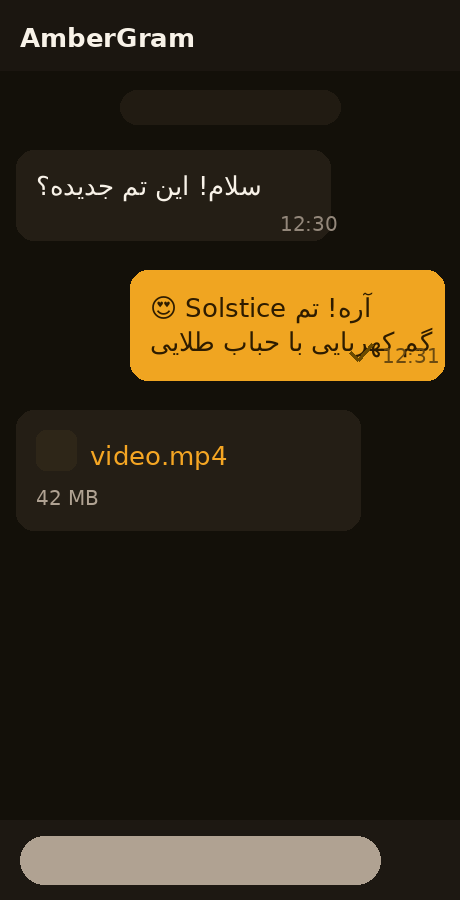 AmberGram
سلام! این تم جدیده؟
12:30
آره! تم Solstice 😍
گم کهربایی با حباب طلایی
12:31
video.mp4
42 MB